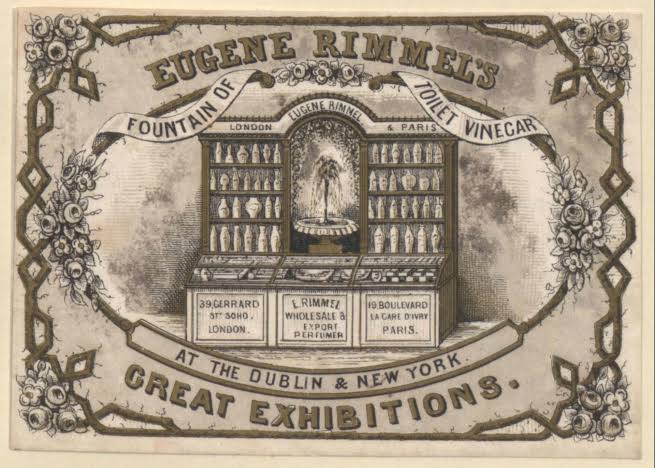 EUGENE RIMMEL'S
FOUNTAIN OF TOILET VINEGAR
EUGENE RIMMEL
LONDON & PARIS
39, GERRARD
STT SOHO.
LONDON.
E. RIMMEL
WHOLESALE &
EXPORT
PERFUMER
19. BOULEVARD
LA GARE D'IVRY
PARIS.
AT THE DUBLIN & NEW YORK.
GREAT EXHIBITIONS.